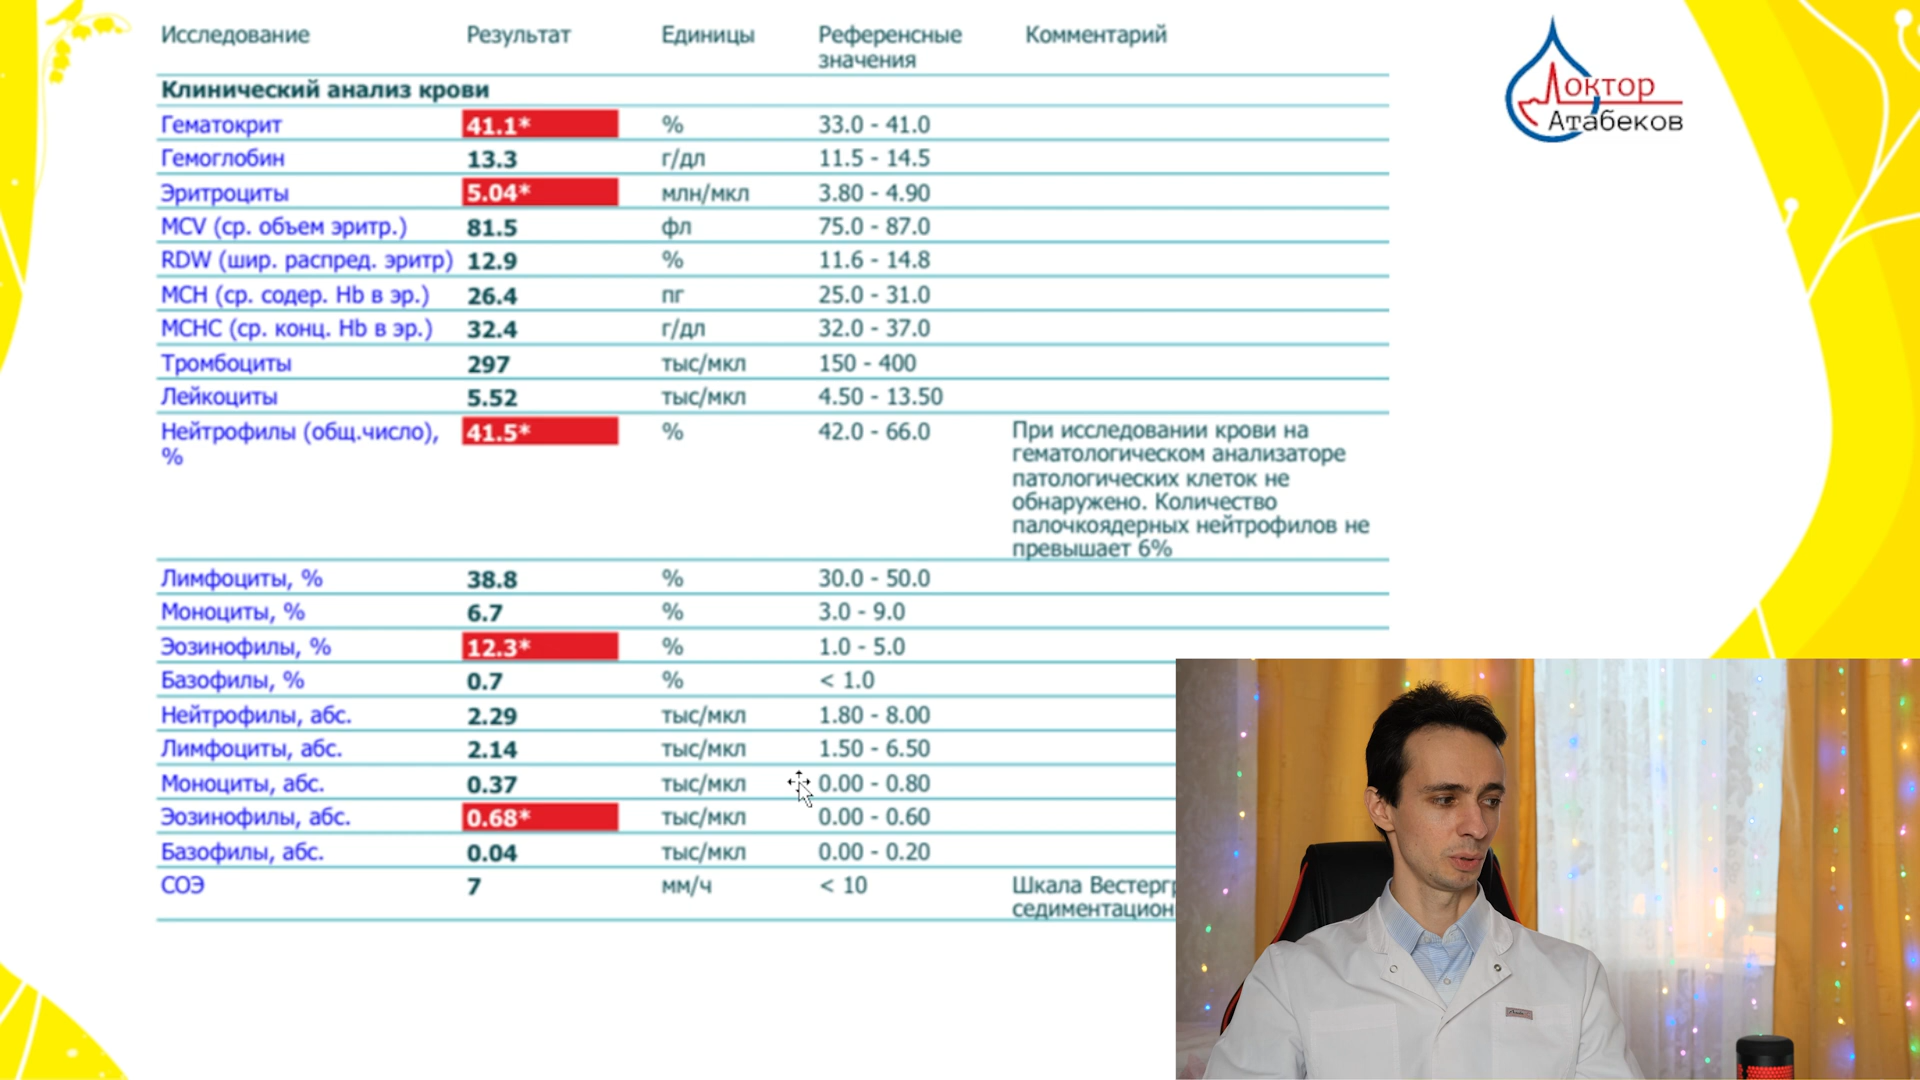 Исследование Результат Единицы Референсные значения Комментарий
Клинический анализ крови
Гематокрит 41.1* % 33.0 - 41.0
Гемоглобин 13.3 г/дл 11.5 - 14.5
Эритроциты 5.04* млн/мкл 3.80 - 4.90
MCV (ср. объем эритр.) 81.5 фл 75.0 - 87.0
RDW (шир. распред. эритр) 12.9 % 11.6 - 14.8
MCH (ср. содер. Hb в эр.) 26.4 пг 25.0 - 31.0
MCHC (ср. конц. Hb в эр.) 32.4 г/дл 32.0 - 37.0
Тромбоциты 297 тыс/мкл 150 - 400
Лейкоциты 5.52 тыс/мкл 4.50 - 13.50
Нейтрофилы (общ.число), 41.5* % 42.0 - 66.0 При исследовании крови на
% гематологическом анализаторе
патологических клеток не
обнаружено. Количество
палочкоядерных нейтрофилов не
превышает 6%
Лимфоциты, % 38.8 % 30.0 - 50.0
Моноциты, % 6.7 % 3.0 - 9.0
Эозинофилы, % 12.3* % 1.0 - 5.0
Базофилы, % 0.7 % < 1.0
Нейтрофилы, абс. 2.29 тыс/мкл 1.80 - 8.00
Лимфоциты, абс. 2.14 тыс/мкл 1.50 - 6.50
Моноциты, абс. 0.37 тыс/мкл 0.00 - 0.80
Эозинофилы, абс. 0.68* тыс/мкл 0.00 - 0.60
Базофилы, абс. 0.04 тыс/мкл 0.00 - 0.20
СОЭ 7 мм/ч < 10 Шкала Вестергр
седиментацион
Доктор
Атабеков